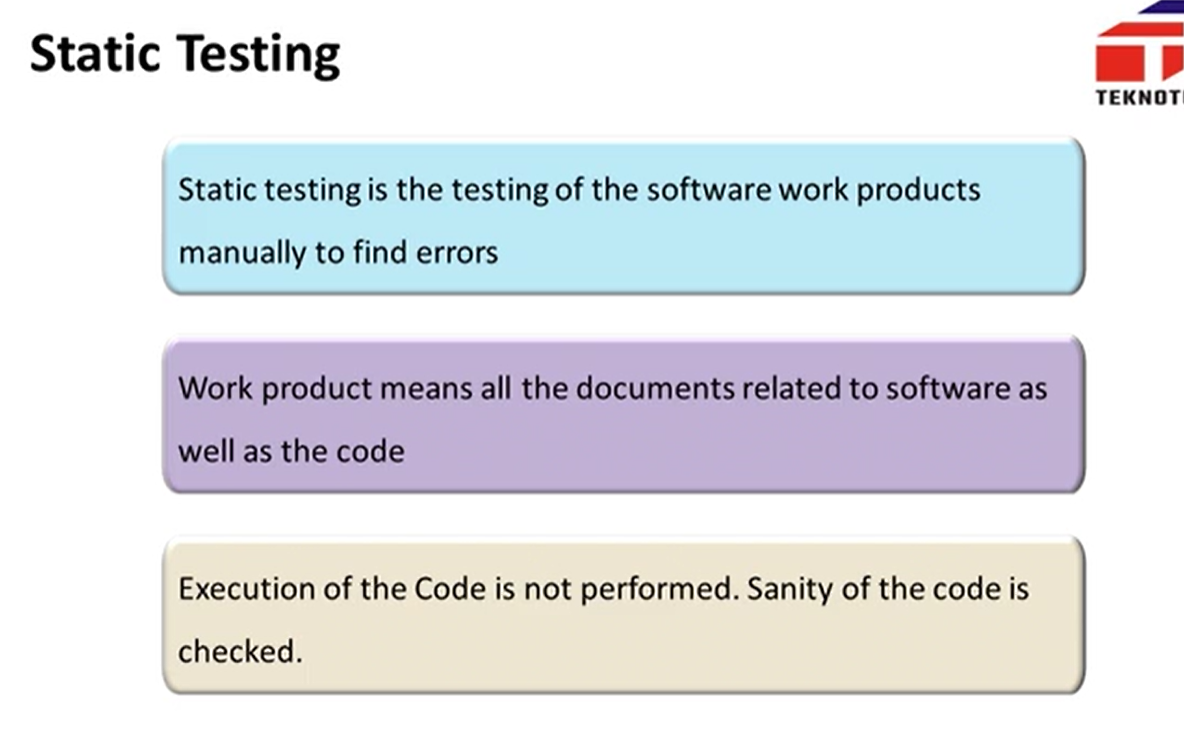 Static Testing
TEKNOT
Static testing is the testing of the software work products
manually to find errors
Work product means all the documents related to software as
well as the code
Execution of the Code is not performed. Sanity of the code is
checked.